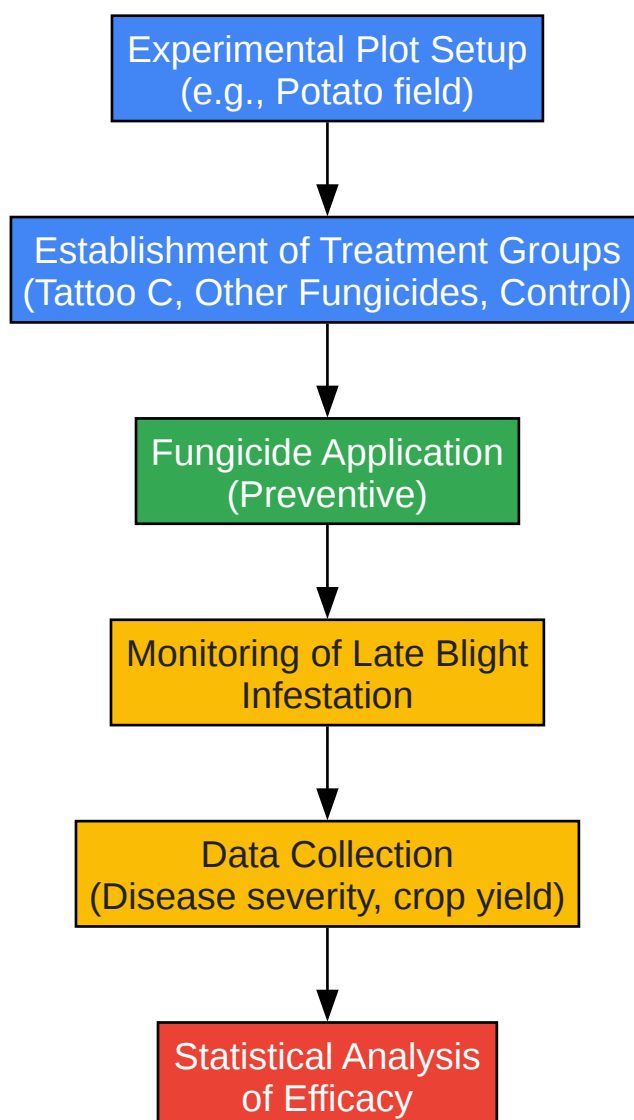 Experimental Plot Setup
(e.g., Potato field)
Establishment of Treatment Groups
(Tattoo C, Other Fungicides, Control)
Fungicide Application
(Preventive)
Monitoring of Late Blight
Infestation
Data Collection
(Disease severity, crop yield)
Statistical Analysis
of Efficacy